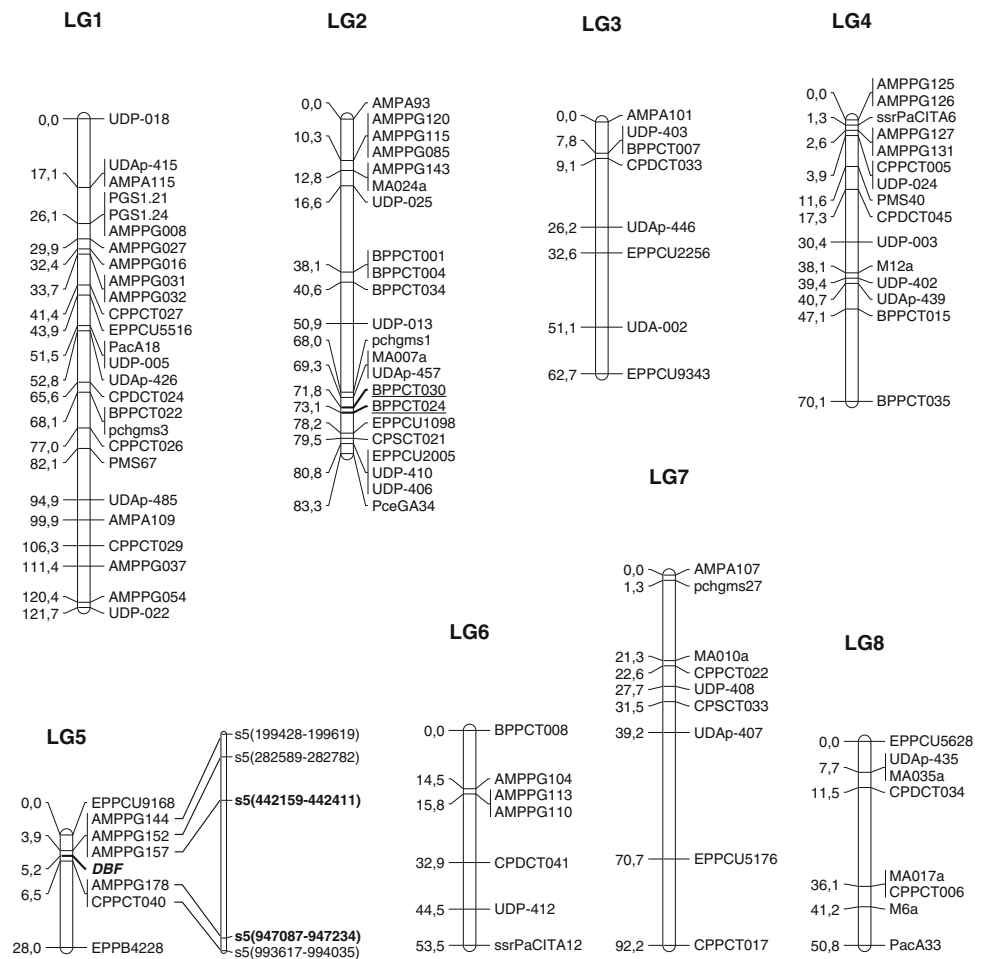 LG1
0,0 UDP-018
17,1 UDAp-415
AMPA115
26,1 PGS1.21
PGS1.24
AMPPG008
29,9 AMPPG027
32,4 AMPPG016
33,7 AMPPG031
AMPPG032
41,4 CPPCT027
43,9 EPPCU5516
51,5 PacA18
UDP-005
52,8 UDAp-426
65,6 CPDCT024
68,1 BPPCT022
pchgms3
77,0 CPPCT026
82,1 PMS67
94,9 UDAp-485
99,9 AMPA109
106,3 CPPCT029
111,4 AMPPG037
120,4 AMPPG054
121,7 UDP-022
LG2
0,0 AMPA93
10,3 AMPPG120
AMPPG115
AMPPG085
12,8 AMPPG143
MA024a
16,6 UDP-025
38,1 BPPCT001
BPPCT004
40,6 BPPCT034
50,9 UDP-013
68,0 pchgms1
69,3 MA007a
UDAp-457
71,8 BPPCT030
73,1 BPPCT024
78,2 EPPCU1098
79,5 CPSCT021
80,8 EPPCU2005
UDP-410
UDP-406
83,3 PceGA34
LG3
0,0 AMPA101
7,8 UDP-403
BPPCT007
9,1 CPDCT033
26,2 UDAp-446
32,6 EPPCU2256
51,1 UDA-002
62,7 EPPCU9343
LG4
0,0 AMPPG125
AMPPG126
1,3 ssrPaCITA6
2,6 AMPPG127
AMPPG131
3,9 CPPCT005
UDP-024
11,6 PMS40
17,3 CPDCT045
30,4 UDP-003
38,1 M12a
39,4 UDP-402
40,7 UDAp-439
47,1 BPPCT015
70,1 BPPCT035
LG5
0,0 EPPCU9168
3,9 AMPPG144
AMPPG152
AMPPG157
5,2 DBF
6,5 AMPPG178
CPPCT040
28,0 EPPB4228
s5(199428-199619)
s5(282589-282782)
s5(442159-442411)
s5(947087-947234)
s5(993617-994035)
LG6
0,0 BPPCT008
14,5 AMPPG104
15,8 AMPPG113
AMPPG110
32,9 CPDCT041
44,5 UDP-412
53,5 ssrPaCITA12
LG7
0,0 AMPA107
1,3 pchgms27
21,3 MA010a
22,6 CPPCT022
27,7 UDP-408
31,5 CPSCT033
39,2 UDAp-407
70,7 EPPCU5176
92,2 CPPCT017
LG8
0,0 EPPCU5628
7,7 UDAp-435
MA035a
11,5 CPDCT034
36,1 MA017a
CPPCT006
41,2 M6a
50,8 PacA33